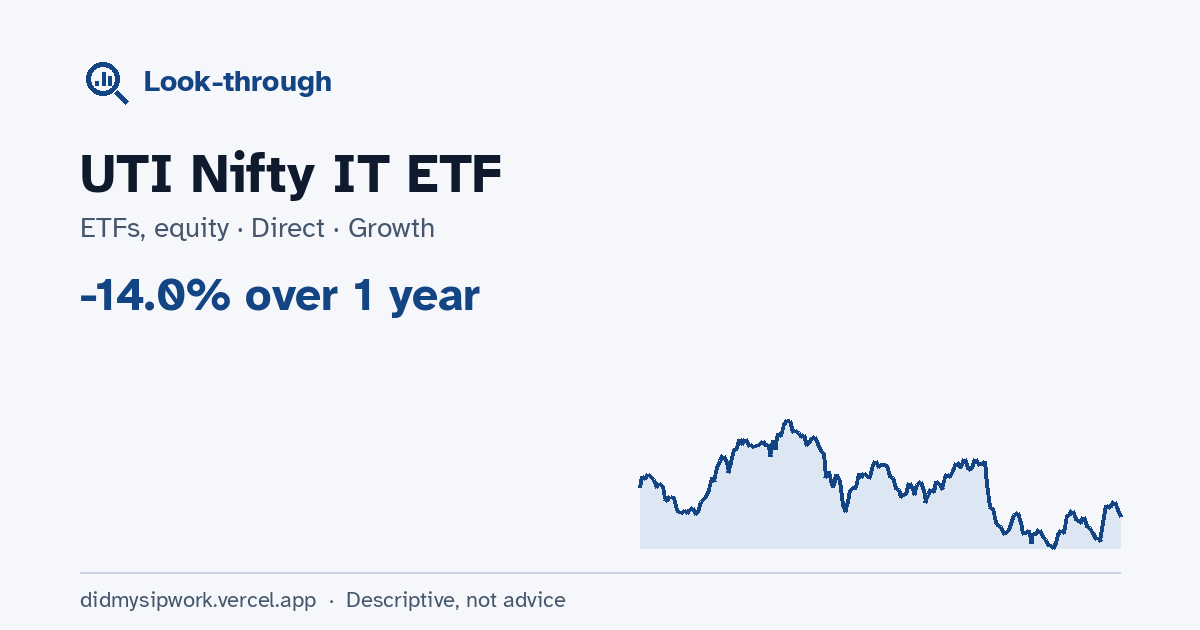 Look-through
UTI Nifty IT ETF
ETFs, equity · Direct · Growth
-14.0% over 1 year
didmysipwork.vercel.app · Descriptive, not advice